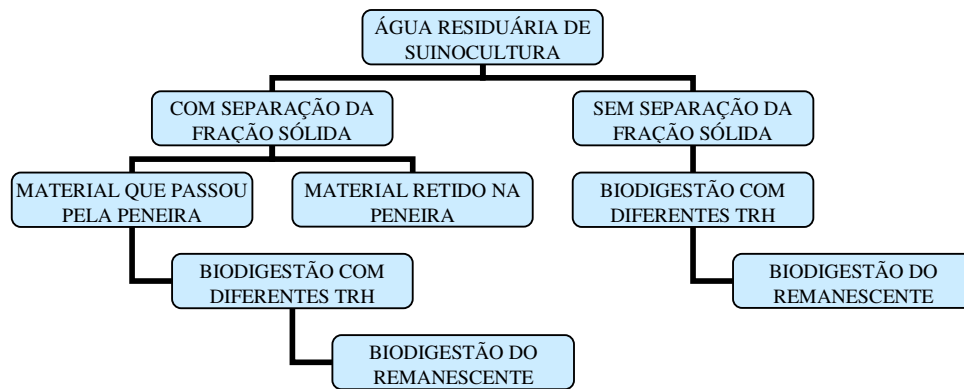 ÁGUA RESIDUÁRIA DE
SUINOCULTURA
COM SEPARAÇÃO DA
FRAÇÃO SÓLIDA
SEM SEPARAÇÃO DA
FRAÇÃO SÓLIDA
MATERIAL QUE PASSOU
PELA PENEIRA
MATERIAL RETIDO NA
PENEIRA
BIODIGESTÃO COM
DIFERENTES TRH
BIODIGESTÃO COM
DIFERENTES TRH
BIODIGESTÃO DO
REMANESCENTE
BIODIGESTÃO DO
REMANESCENTE